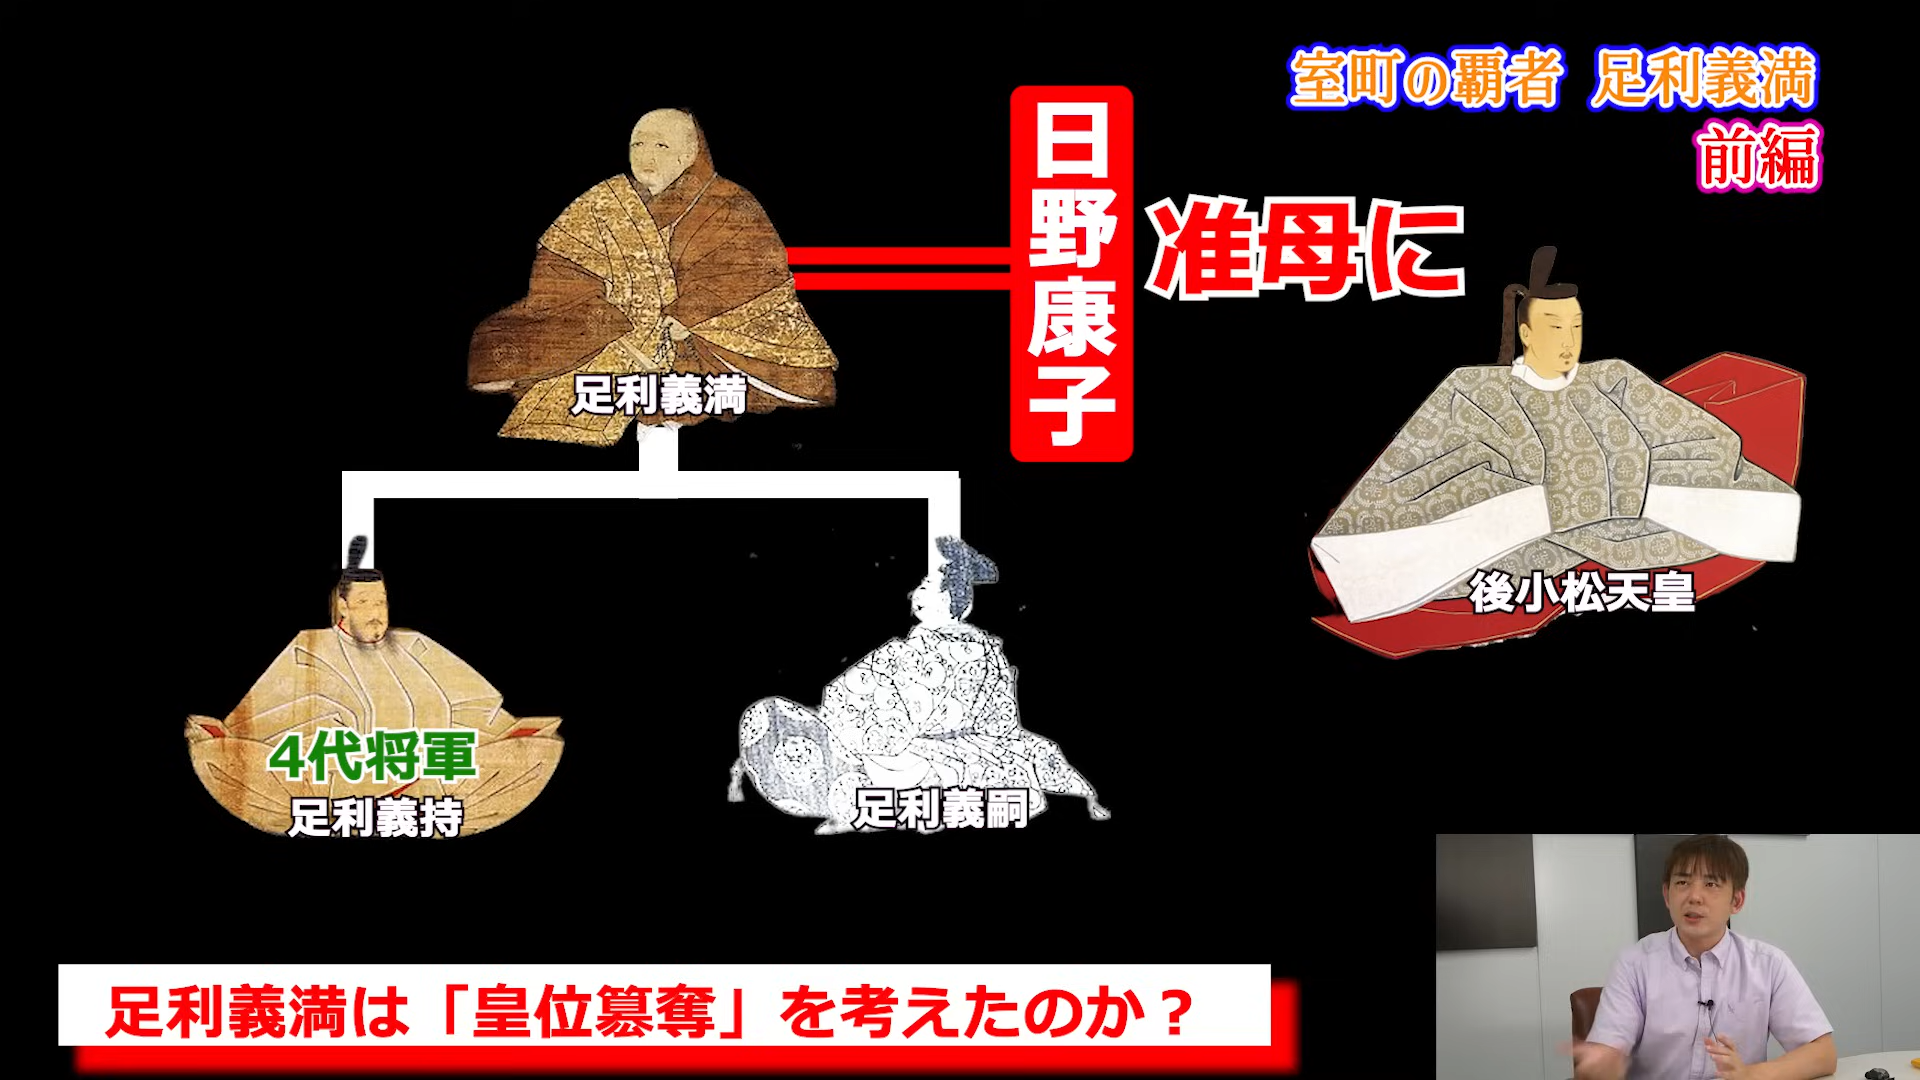 室町の覇者 足利義満
前編
日野康子
准母に
足利義満
後小松天皇
4代将軍
足利義持
足利義嗣
足利義満は「皇位簒奪」を考えたのか？